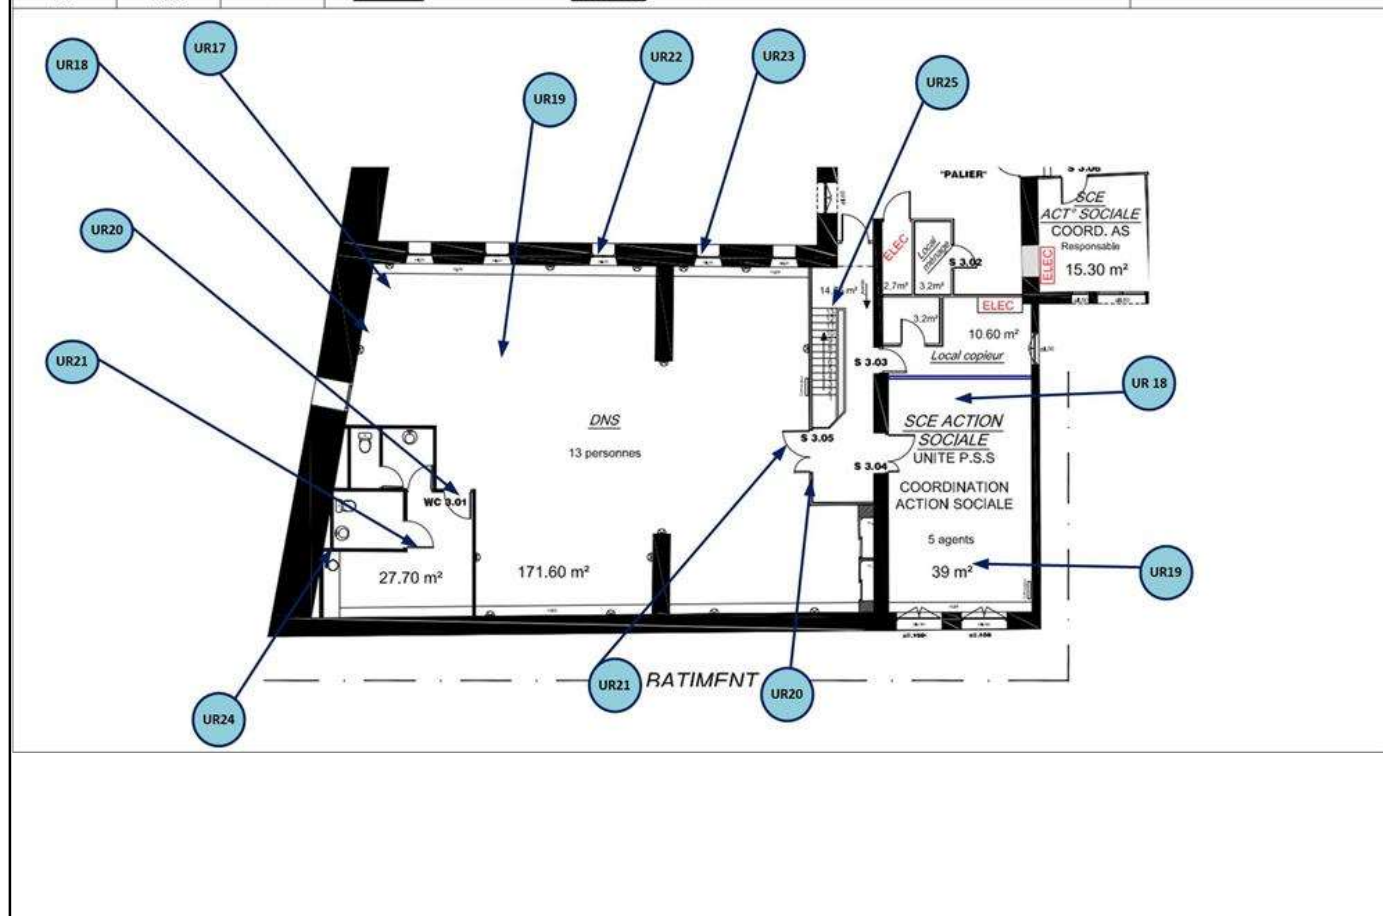 UR17
UR18
UR19
UR22
UR23
UR25
UR20
UR21
"PALIER"
S 3.06
SCE
ACT° SOCIALE
COORD. AS
Responsable
15.30 m²
ELEC
ELEC
Local
ménage
S 3.02
2.7m²
3.2m²
ELEC
3.2m²
10.60 m²
Local copieur
S 3.03
UR 18
DNS
13 personnes
S 3.05
S 3.04
SCE ACTION
SOCIALE
UNITE P.S.S
COORDINATION
ACTION SOCIALE
5 agents
39 m²
UR19
WC 3.01
27.70 m²
171.60 m²
UR24
UR21
BATIMENT
UR20